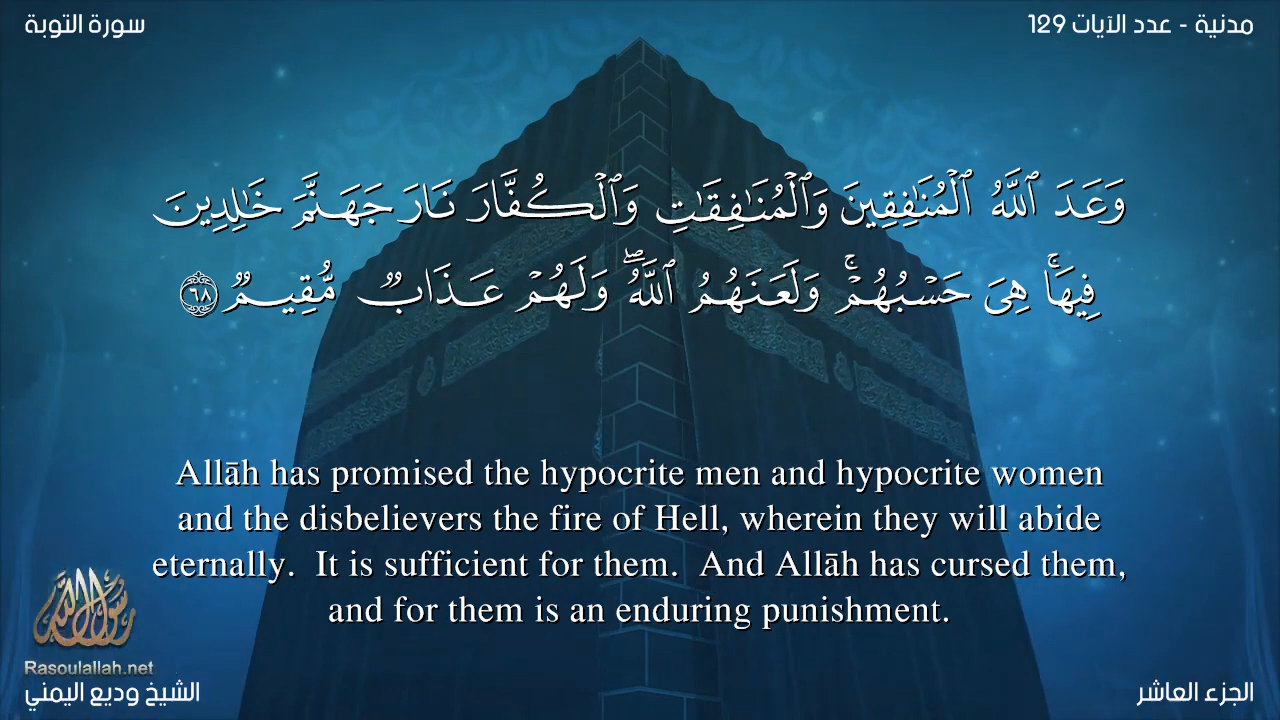 سورة التوبة
مدنية - عدد الآيات 129
وَعَدَ ٱللَّهُ ٱلْمُنَٰفِقِينَ وَٱلْمُنَٰفِقَٰتِ وَٱلْكُفَّارَ نَارَ جَهَنَّمَ خَٰلِدِينَ
فِيهَا ۚ هِىَ حَسْبُهُمْ ۚ وَلَعَنَهُمُ ٱللَّهُ ۖ وَلَهُمْ عَذَابٌ مُّقِيمٌ ٦٨
Allāh has promised the hypocrite men and hypocrite women
and the disbelievers the fire of Hell, wherein they will abide
eternally.  It is sufficient for them.  And Allāh has cursed them,
and for them is an enduring punishment.
رسول الله
Rasoulallah.net
الشيخ وديع اليمني
الجزء العاشر